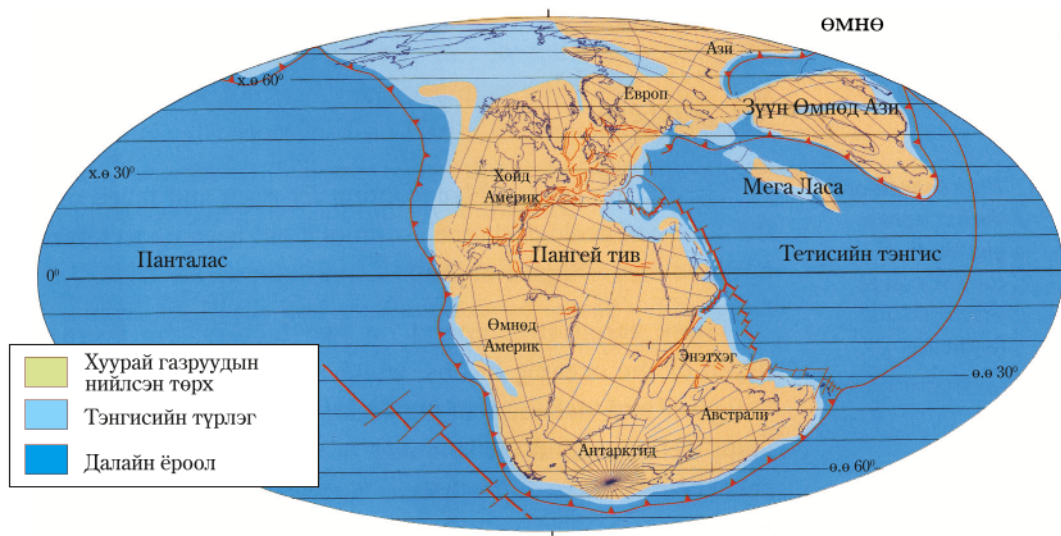 ӨМНӨ
Ази
х.ө 60⁰
Европ
Зүүн Өмнөд Ази
х.ө 30⁰
Хойд
Америк
Мега Ласа
Панталас
Пангей тив
Тетисийн тэнгис
0⁰
Өмнөд
Америк
Энэтхэг
ө.ө 30⁰
Австрали
Антарктид
ө.ө 60⁰
Хуурай газруудын
нийлсэн төрх
Тэнгисийн түрлэг
Далайн ёроол